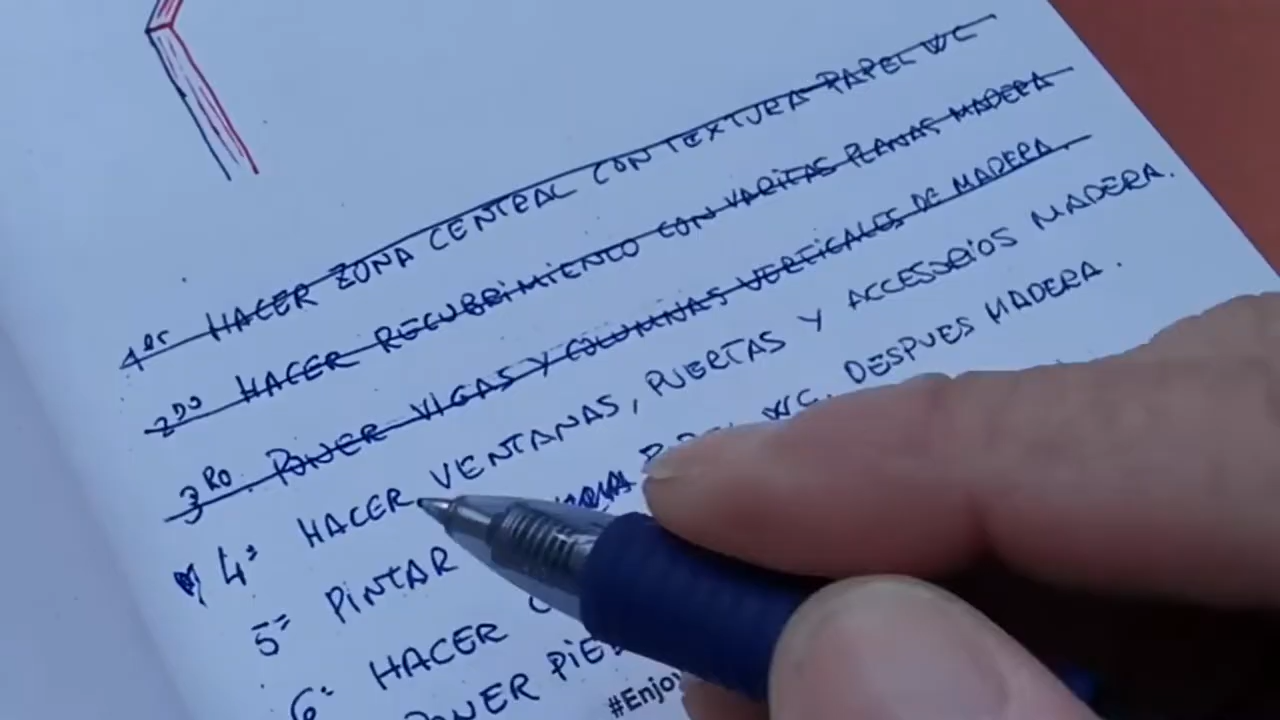 1er HACER ZONA CENTRAL CON TEXTURA PAPEL WC
2DO HACER RECUBRIMIENTO CON VARITAS PLANAS MADERA
3RO. PONER VIGAS Y COLUMNAS VERTICALES DE MADERA.
4º HACER VENTANAS, PUERTAS Y ACCESORIOS MADERA.
5º PINTAR WC. DESPUES MADERA.
6º HACER
PONER
#Enjoy